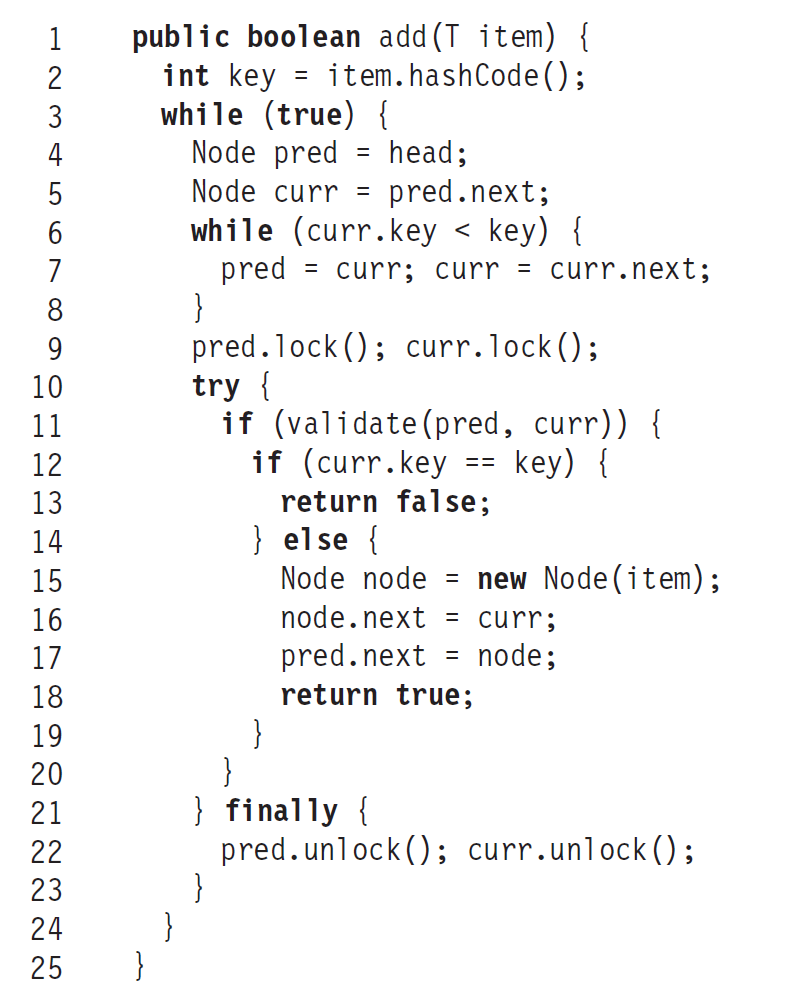 1 public boolean add(T item) {
2 int key = item.hashCode();
3 while (true) {
4 Node pred = head;
5 Node curr = pred.next;
6 while (curr.key < key) {
7 pred = curr; curr = curr.next;
8 }
9 pred.lock(); curr.lock();
10 try {
11 if (validate(pred, curr)) {
12 if (curr.key == key) {
13 return false;
14 } else {
15 Node node = new Node(item);
16 node.next = curr;
17 pred.next = node;
18 return true;
19 }
20 }
21 } finally {
22 pred.unlock(); curr.unlock();
23 }
24 }
25 }